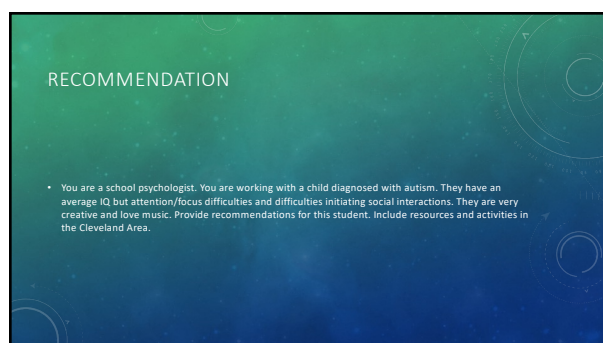 RECOMMENDATION
• You are a school psychologist. You are working with a child diagnosed with autism. They have an
average IQ but attention/focus difficulties and difficulties initiating social interactions. They are very
creative and love music. Provide recommendations for this student. Include resources and activities in
the Cleveland Area.